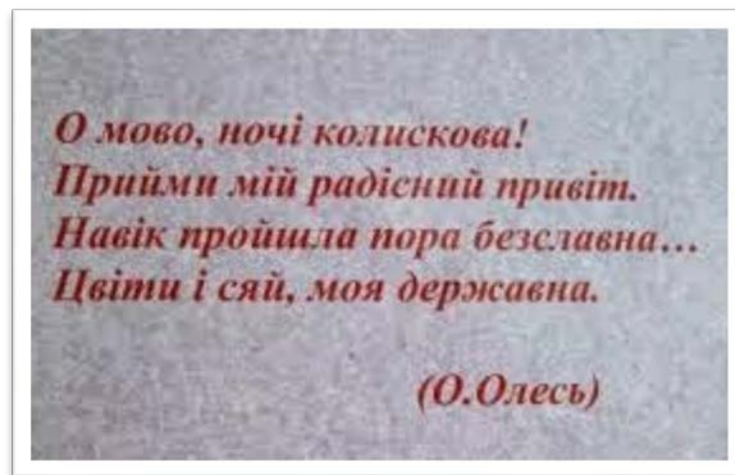 О мово, ночі колискова!
Прийми мій радісний привіт.
Навік пройшла пора безславна...
Цвіти і сяй, моя державна.
(О.Олесь)